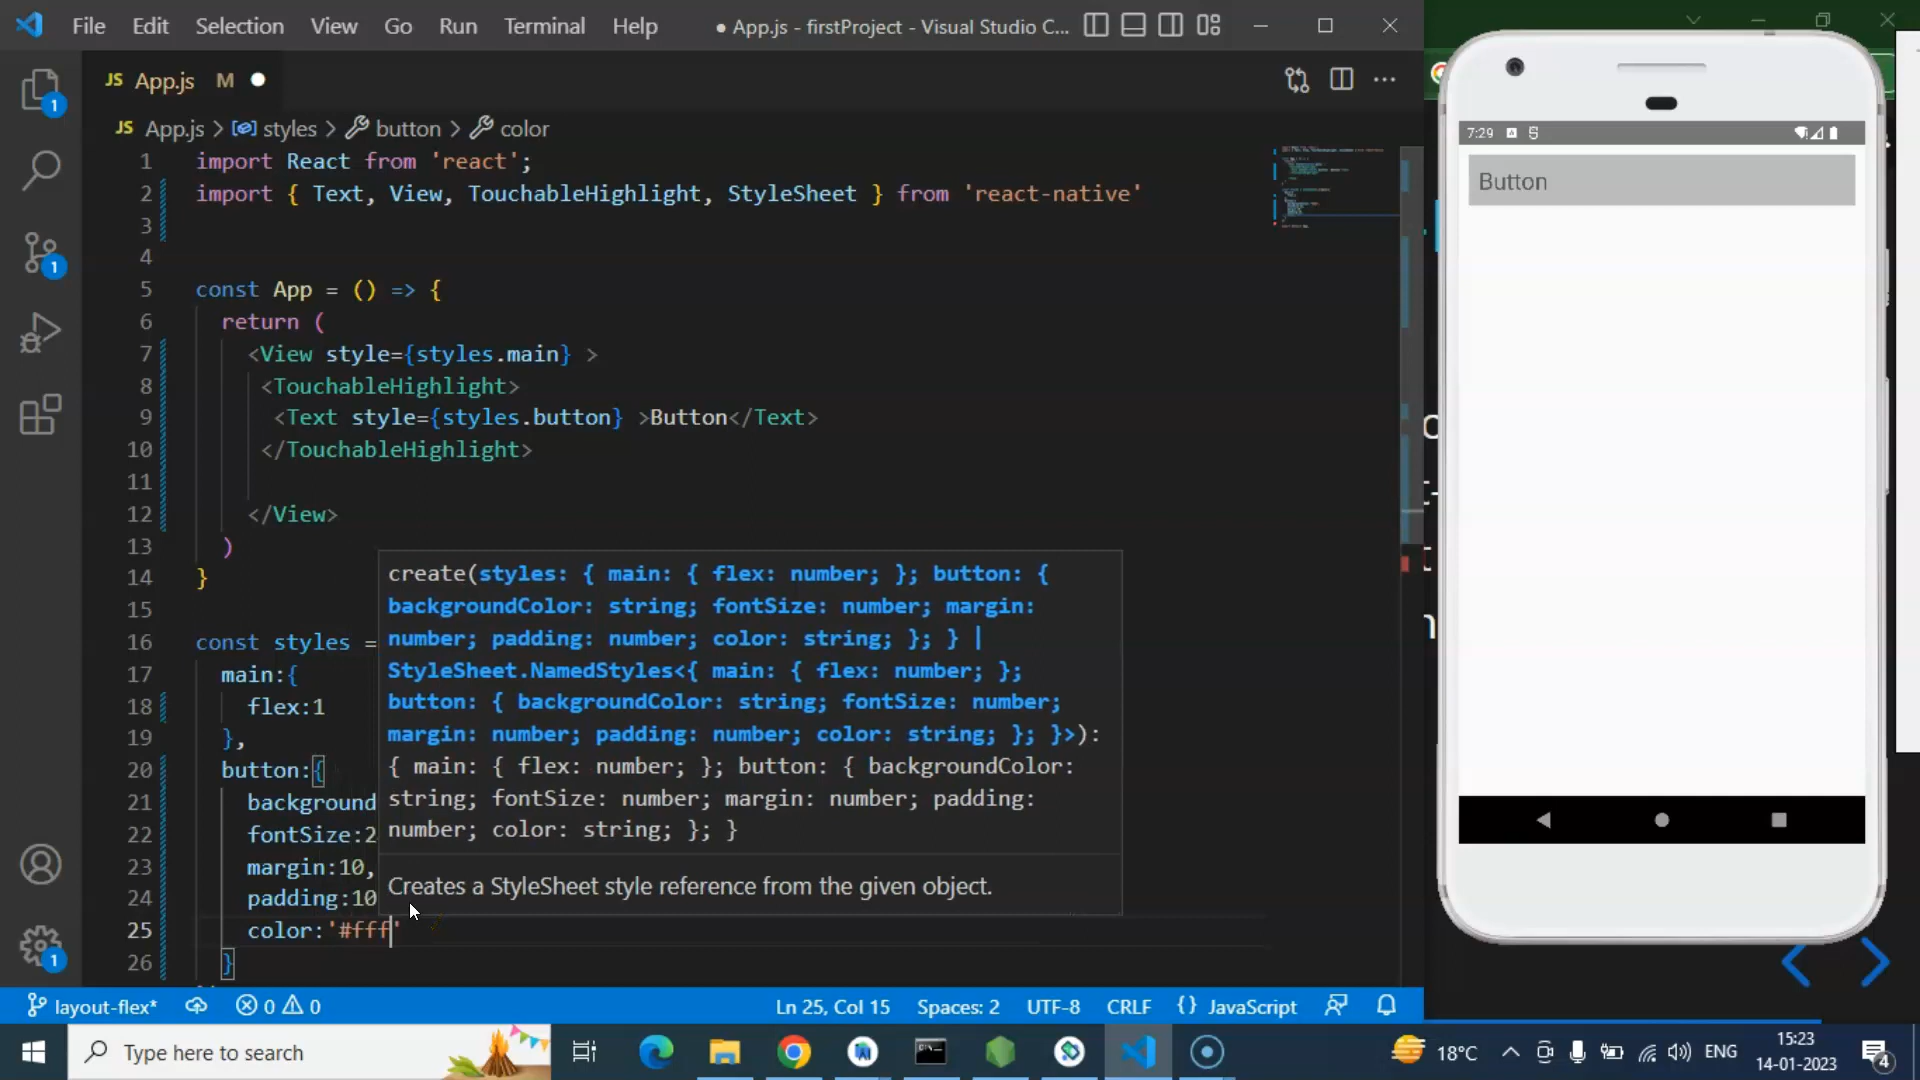 File Edit Selection View Go Run Terminal Help ● App.js - firstProject - Visual Studio C...
JS App.js M
JS App.js > styles > button > color
1 import React from 'react';
2 import { Text, View, TouchableHighlight, StyleSheet } from 'react-native'
3
4
5 const App = () => {
6 return (
7 <View style={styles.main} >
8 <TouchableHighlight>
9 <Text style={styles.button} >Button</Text>
10 </TouchableHighlight>
11
12 </View>
13 )
14 }
15
16 const styles =
17 main:{
18 flex:1
19 },
20 button:{
21 background
22 fontSize:2
23 margin:10,
24 padding:10
25 color:'#fff'
26 }
create(styles: { main: { flex: number; }; button: {
backgroundColor: string; fontSize: number; margin:
number; padding: number; color: string; }; } |
StyleSheet.NamedStyles<{ main: { flex: number; };
button: { backgroundColor: string; fontSize: number;
margin: number; padding: number; color: string; }; }>):
{ main: { flex: number; }; button: { backgroundColor:
string; fontSize: number; margin: number; padding:
number; color: string; }; }
Creates a StyleSheet style reference from the given object.
1
1
1
7:29
Button
layout-flex* 0 0 Ln 25, Col 15 Spaces: 2 UTF-8 CRLF {} JavaScript
Type here to search
18°C ENG
15:23
14-01-2023
4